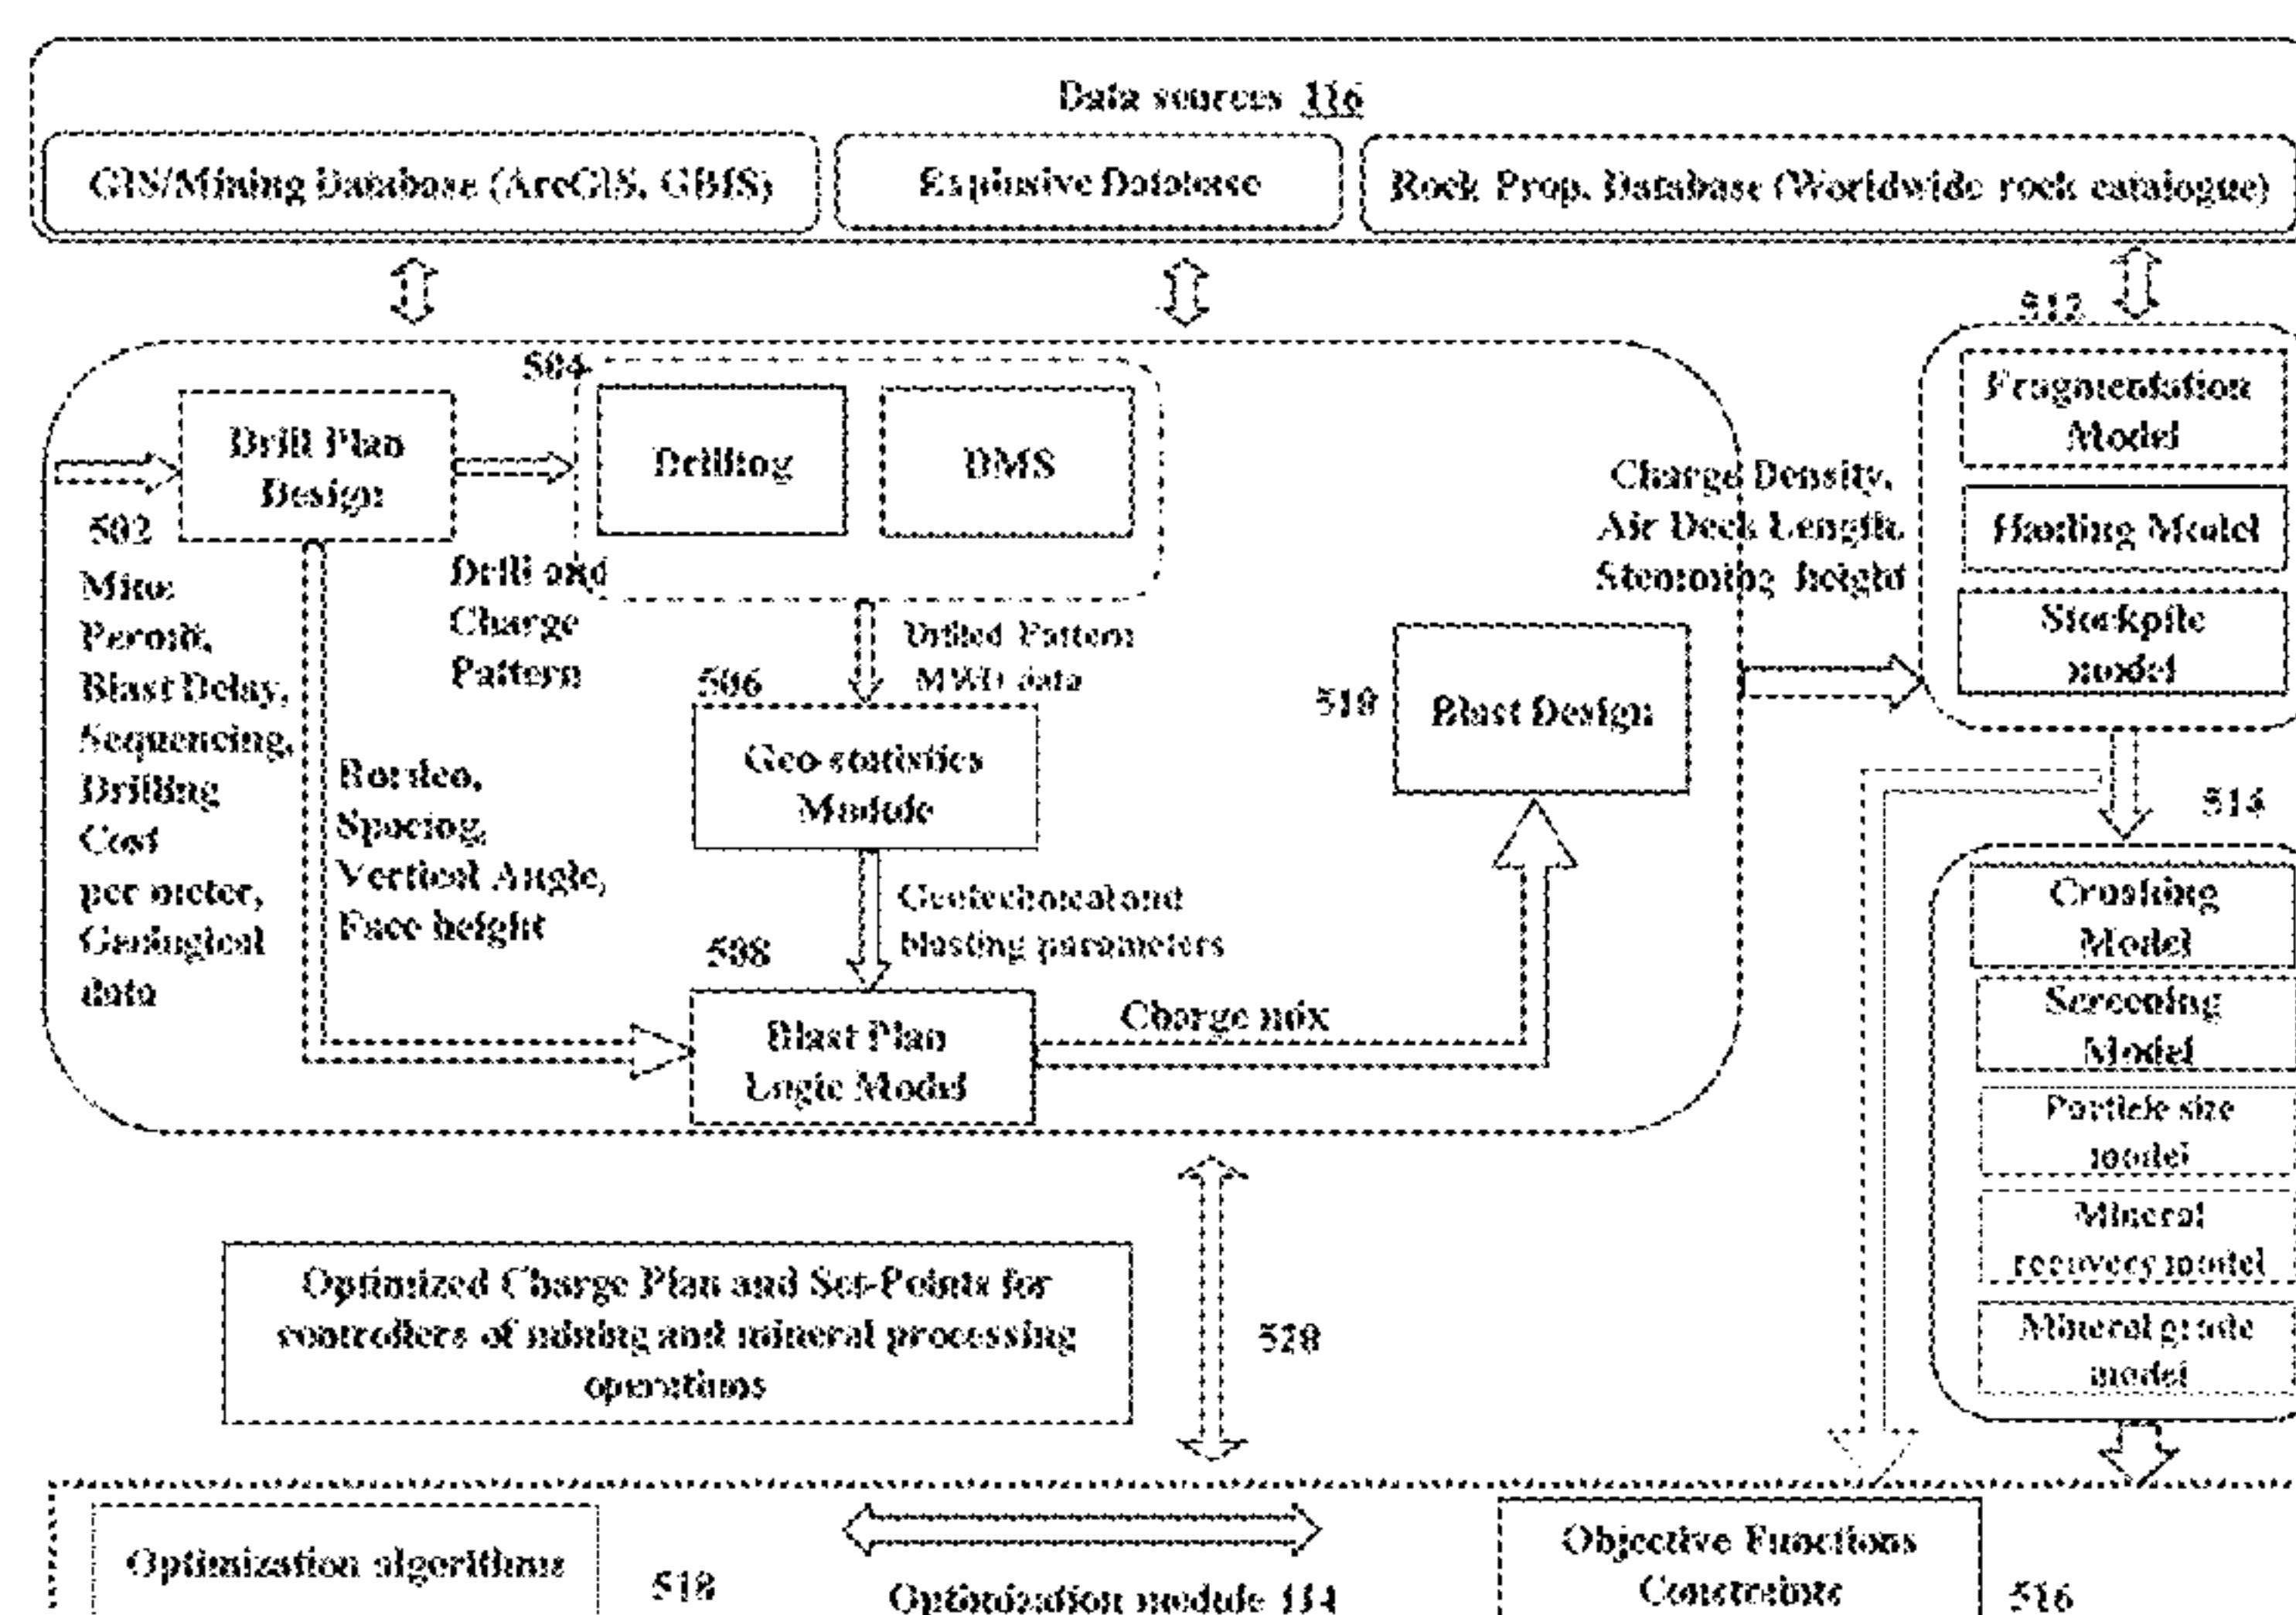 Data sources 116
GIS/Mining Database (ArcGIS, GBIS)
Explosive Database
Rock Prop. Database (Worldwide rock catalogue)
504
Drill Plan
Design
502
Drilling
DMS
Mine
Permit,
Blast Delay,
Sequencing,
Drilling
Cost
per meter,
Geological
data
Drill and
Charge
Pattern
Burden,
Spacing,
Vertical Angle,
Face height
Drilled Pattern
MWD data
506
Geo-statistics
Module
Geotechnical and
blasting parameters
508
Blast Plan
Logic Model
Charge mix
510
Blast Design
Charge Density,
Air Deck Length,
Stemming height
512
Fragmentation
Model
Hauling Model
Stockpile
model
514
Crushing
Model
Screening
Model
Particle size
model
Mineral
recovery model
Mineral grade
model
Optimized Charge Plan and Set-Points for
controllers of mining and mineral processing
operations
520
Optimization algorithms
518
Optimization module 114
Objective Functions
Constraints
516